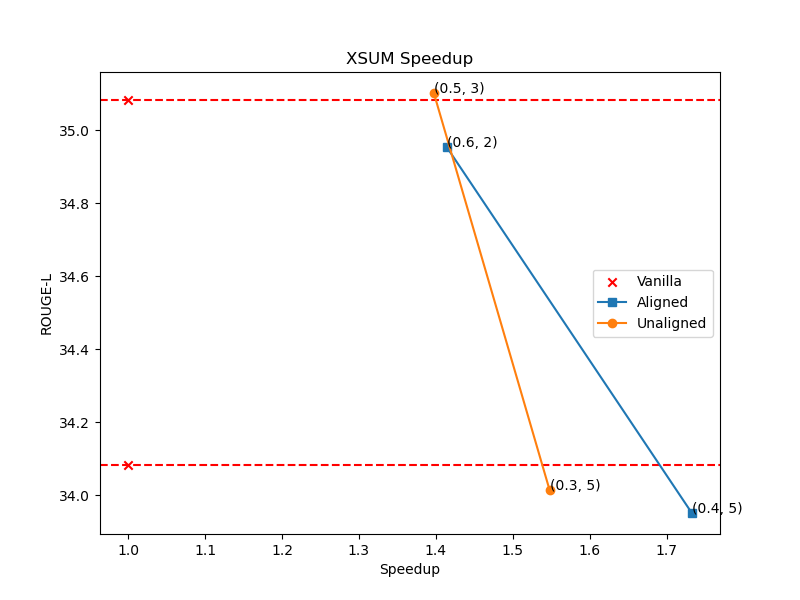 XSUM Speedup
(0.5, 3)
(0.6, 2)
(0.3, 5)
(0.4, 5)
Vanilla
Aligned
Unaligned
ROUGE-L
35.0
34.8
34.6
34.4
34.2
34.0
1.0 1.1 1.2 1.3 1.4 1.5 1.6 1.7
Speedup